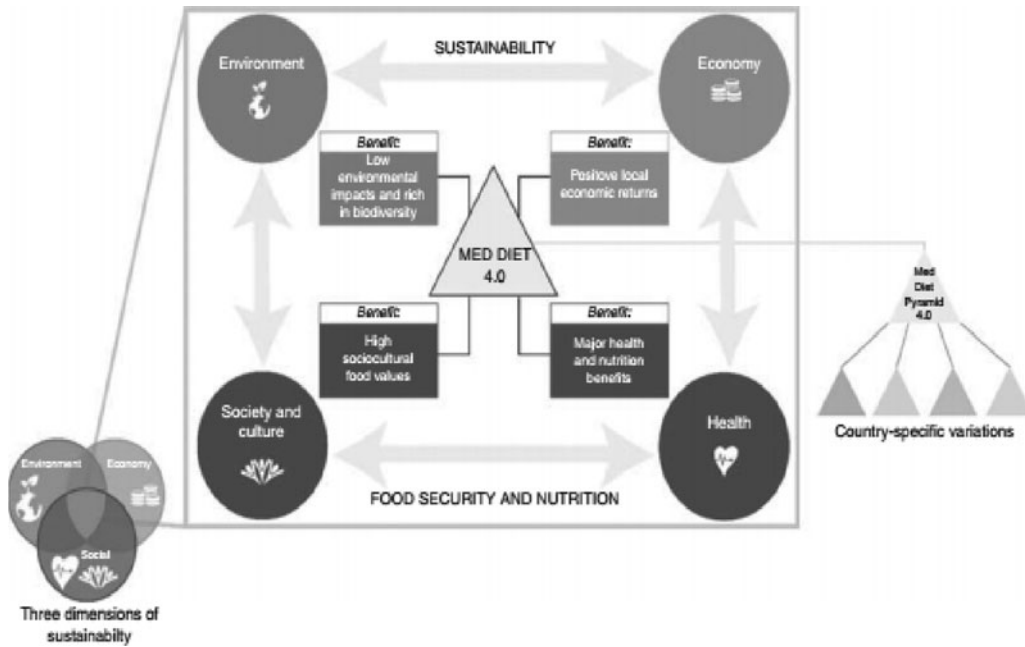 SUSTAINABILITY
Environment
Economy
Benefit:
Low
environmental
impacts and rich
in biodiversity
Benefit:
Positove local
economic returns
MED DIET
4.0
Benefit:
High
sociocultural
food values
Benefit:
Major health
and nutrition
benefits
Society and
culture
Health
FOOD SECURITY AND NUTRITION
Med
Diet
Pyramid
4.0
Country-specific variations
Environment
Economy
Social
Three dimensions of
sustainabilty